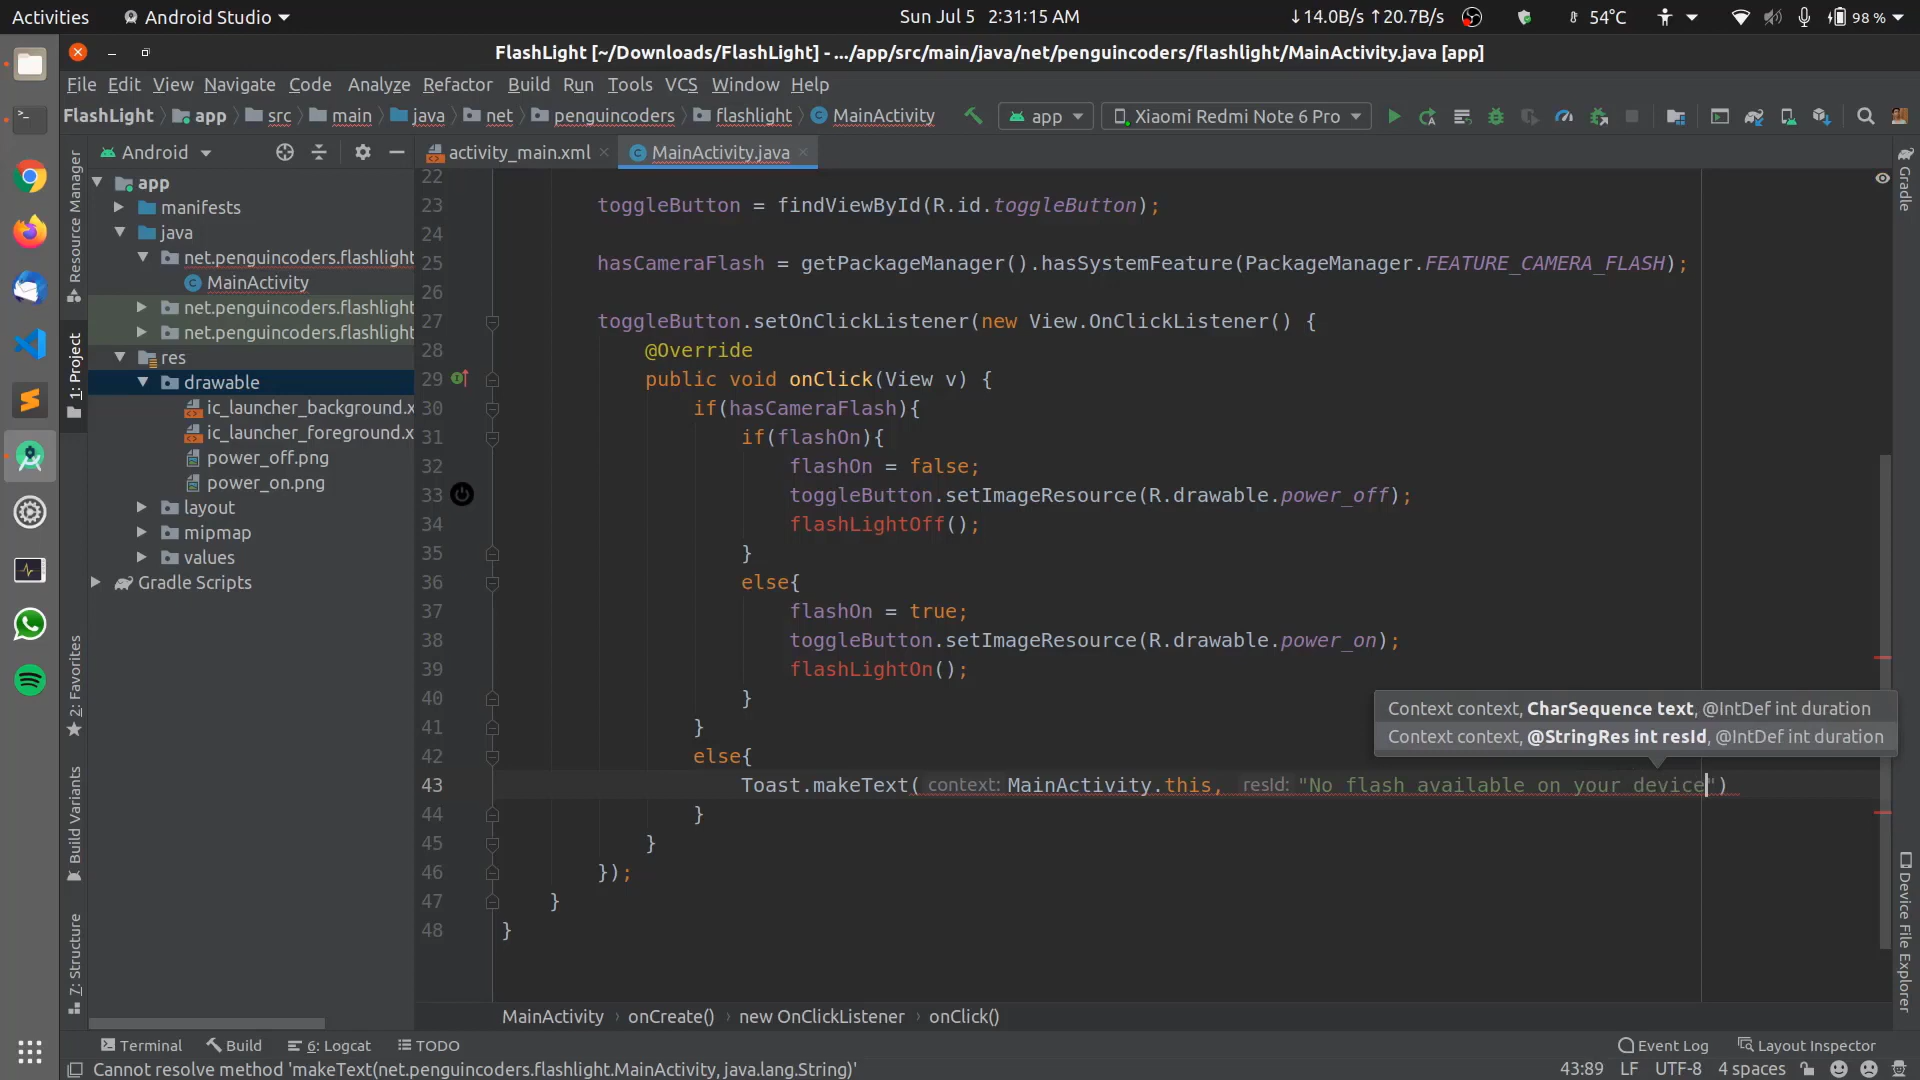 Activities Android Studio Sun Jul 5 2:31:15 AM ↓14.0B/s ↑20.7B/s 54°C 98 %
FlashLight [~/Downloads/FlashLight] - .../app/src/main/java/net/penguincoders/flashlight/MainActivity.java [app]
File Edit View Navigate Code Analyze Refactor Build Run Tools VCS Window Help
FlashLight app src main java net penguincoders flashlight MainActivity app Xiaomi Redmi Note 6 Pro
Android activity_main.xml MainActivity.java
app
manifests
java
net.penguincoders.flashlight
MainActivity
net.penguincoders.flashlight
net.penguincoders.flashlight
res
drawable
ic_launcher_background.x
ic_launcher_foreground.x
power_off.png
power_on.png
layout
mipmap
values
Gradle Scripts
Resource Manager
1: Project
2: Favorites
Build Variants
7: Structure
22
23 toggleButton = findViewById(R.id.toggleButton);
24
25 hasCameraFlash = getPackageManager().hasSystemFeature(PackageManager.FEATURE_CAMERA_FLASH);
26
27 toggleButton.setOnClickListener(new View.OnClickListener() {
28 @Override
29 public void onClick(View v) {
30 if(hasCameraFlash){
31 if(flashOn){
32 flashOn = false;
33 toggleButton.setImageResource(R.drawable.power_off);
34 flashLightOff();
35 }
36 else{
37 flashOn = true;
38 toggleButton.setImageResource(R.drawable.power_on);
39 flashLightOn();
40 }
41 }
42 else{
43 Toast.makeText( context: MainActivity.this, resId: "No flash available on your device")
44 }
45 }
46 });
47 }
48 }
Context context, CharSequence text, @IntDef int duration
Context context, @StringRes int resId, @IntDef int duration
Gradle
Device File Explorer
MainActivity › onCreate() › new OnClickListener › onClick()
Terminal Build 6: Logcat TODO Event Log Layout Inspector
Cannot resolve method 'makeText(net.penguincoders.flashlight.MainActivity, java.lang.String)' 43:89 LF UTF-8 4 spaces